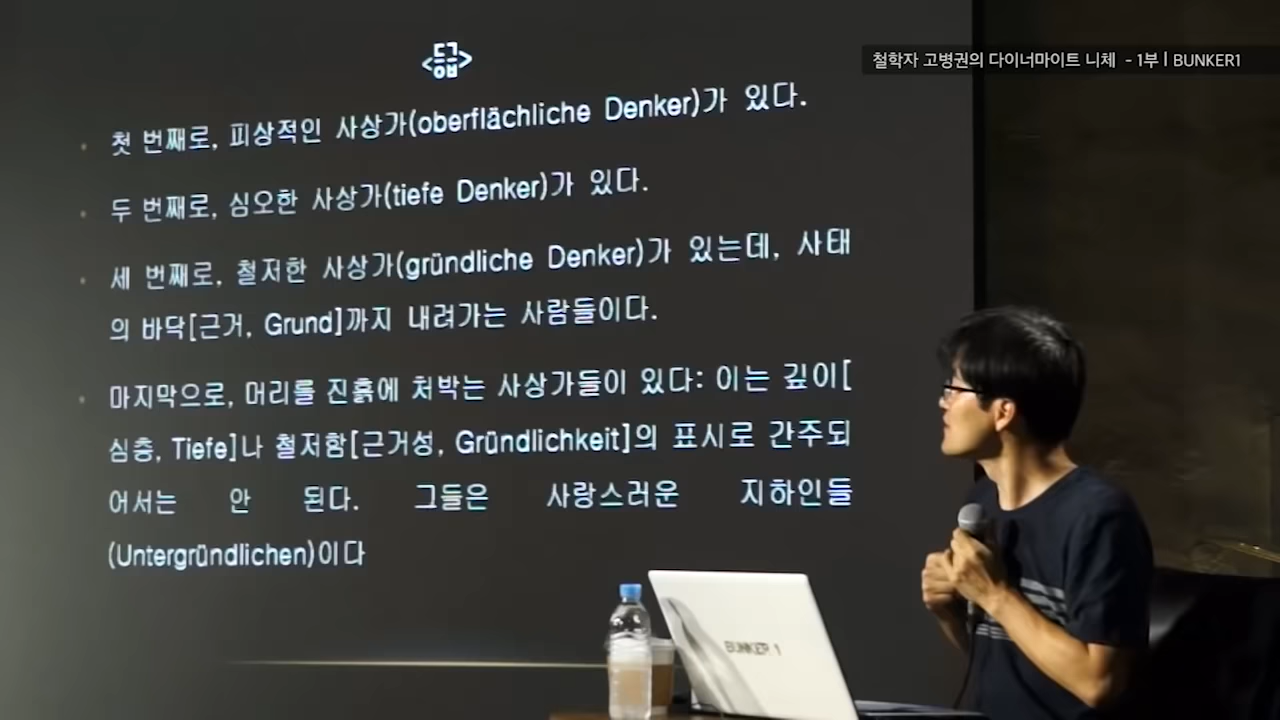 철학자 고병권의 다이너마이트 니체 - 1부 | BUNKER1
<답>
첫 번째로, 피상적인 사상가(oberflächliche Denker)가 있다.
두 번째로, 심오한 사상가(tiefe Denker)가 있다.
세 번째로, 철저한 사상가(gründliche Denker)가 있는데, 사태
의 바닥[근거, Grund]까지 내려가는 사람들이다.
마지막으로, 머리를 진흙에 처박는 사상가들이 있다: 이는 깊이[
심층, Tiefe]나 철저함[근거성, Gründlichkeit]의 표시로 간주되
어서는 안 된다. 그들은 사랑스러운 지하인들
(Untergründlichen)이다
BUNKER 1